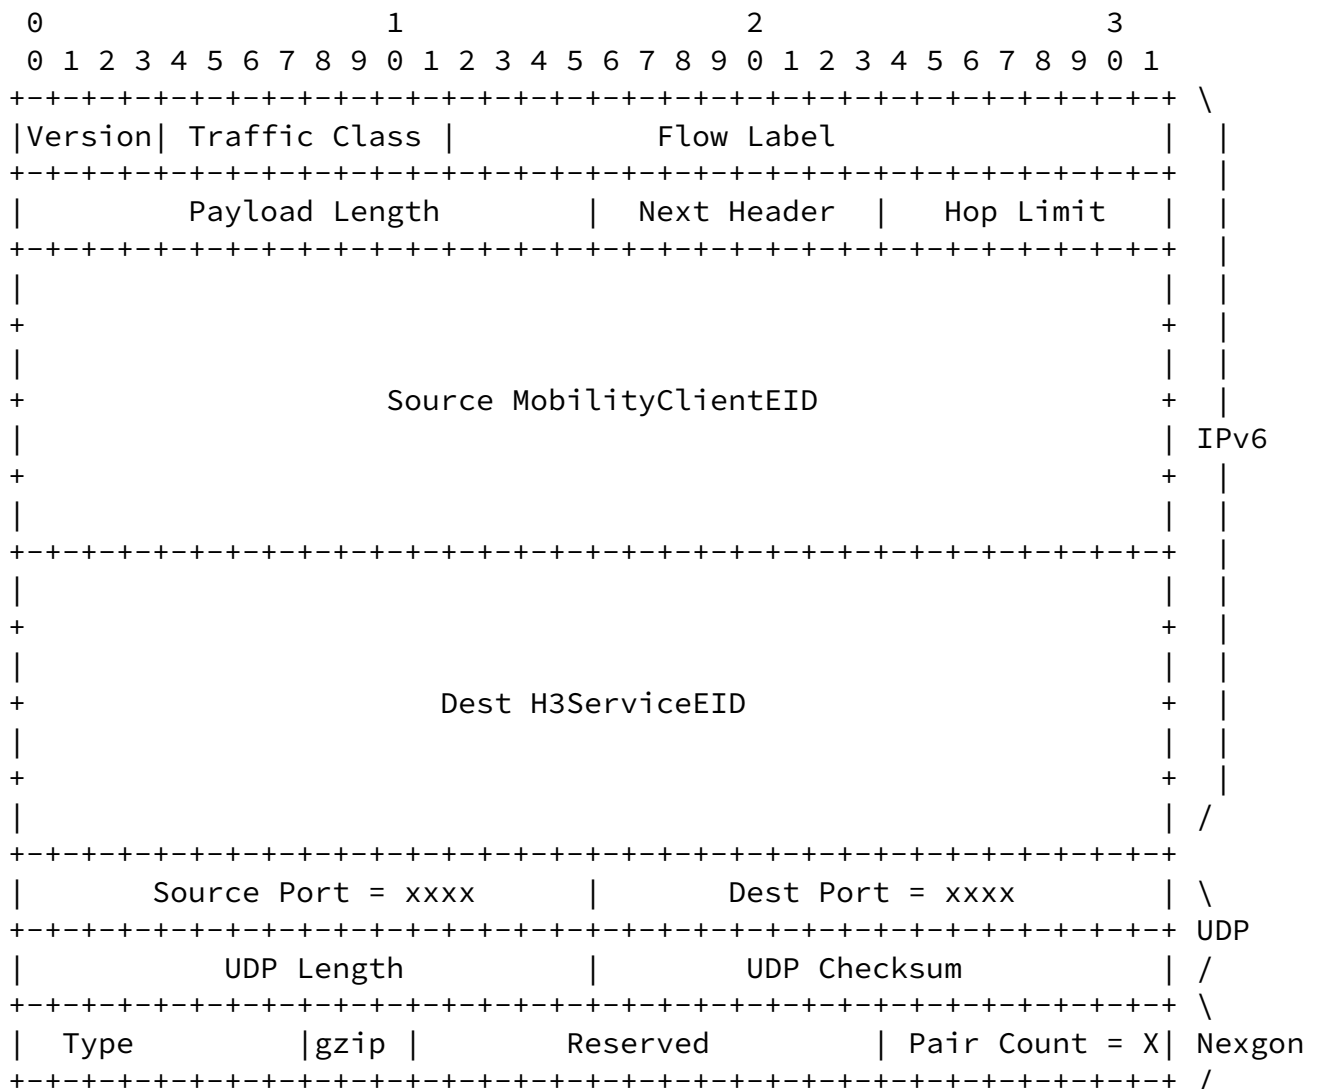 0                   1                   2                   3
 0 1 2 3 4 5 6 7 8 9 0 1 2 3 4 5 6 7 8 9 0 1 2 3 4 5 6 7 8 9 0 1
+-+-+-+-+-+-+-+-+-+-+-+-+-+-+-+-+-+-+-+-+-+-+-+-+-+-+-+-+-+-+-+-+ \
|Version| Traffic Class |           Flow Label                  |  |
+-+-+-+-+-+-+-+-+-+-+-+-+-+-+-+-+-+-+-+-+-+-+-+-+-+-+-+-+-+-+-+-+  |
|         Payload Length        |  Next Header  |   Hop Limit   |  |
+-+-+-+-+-+-+-+-+-+-+-+-+-+-+-+-+-+-+-+-+-+-+-+-+-+-+-+-+-+-+-+-+  |
|                                                               |  |
+                                                               +  |
|                                                               |  |
+                    Source MobilityClientEID                   +  |
|                                                               | IPv6
+                                                               +  |
|                                                               |  |
+-+-+-+-+-+-+-+-+-+-+-+-+-+-+-+-+-+-+-+-+-+-+-+-+-+-+-+-+-+-+-+-+  |
|                                                               |  |
+                                                               +  |
|                                                               |  |
+                       Dest H3ServiceEID                       +  |
|                                                               |  |
+                                                               +  |
|                                                               | /
+-+-+-+-+-+-+-+-+-+-+-+-+-+-+-+-+-+-+-+-+-+-+-+-+-+-+-+-+-+-+-+-+
|       Source Port = xxxx      |       Dest Port = xxxx        | \
+-+-+-+-+-+-+-+-+-+-+-+-+-+-+-+-+-+-+-+-+-+-+-+-+-+-+-+-+-+-+-+-+ UDP
|           UDP Length          |        UDP Checksum           | /
+-+-+-+-+-+-+-+-+-+-+-+-+-+-+-+-+-+-+-+-+-+-+-+-+-+-+-+-+-+-+-+-+ \
|  Type         |gzip |        Reserved         | Pair Count = X| Nexgon
+-+-+-+-+-+-+-+-+-+-+-+-+-+-+-+-+-+-+-+-+-+-+-+-+-+-+-+-+-+-+-+-+ /